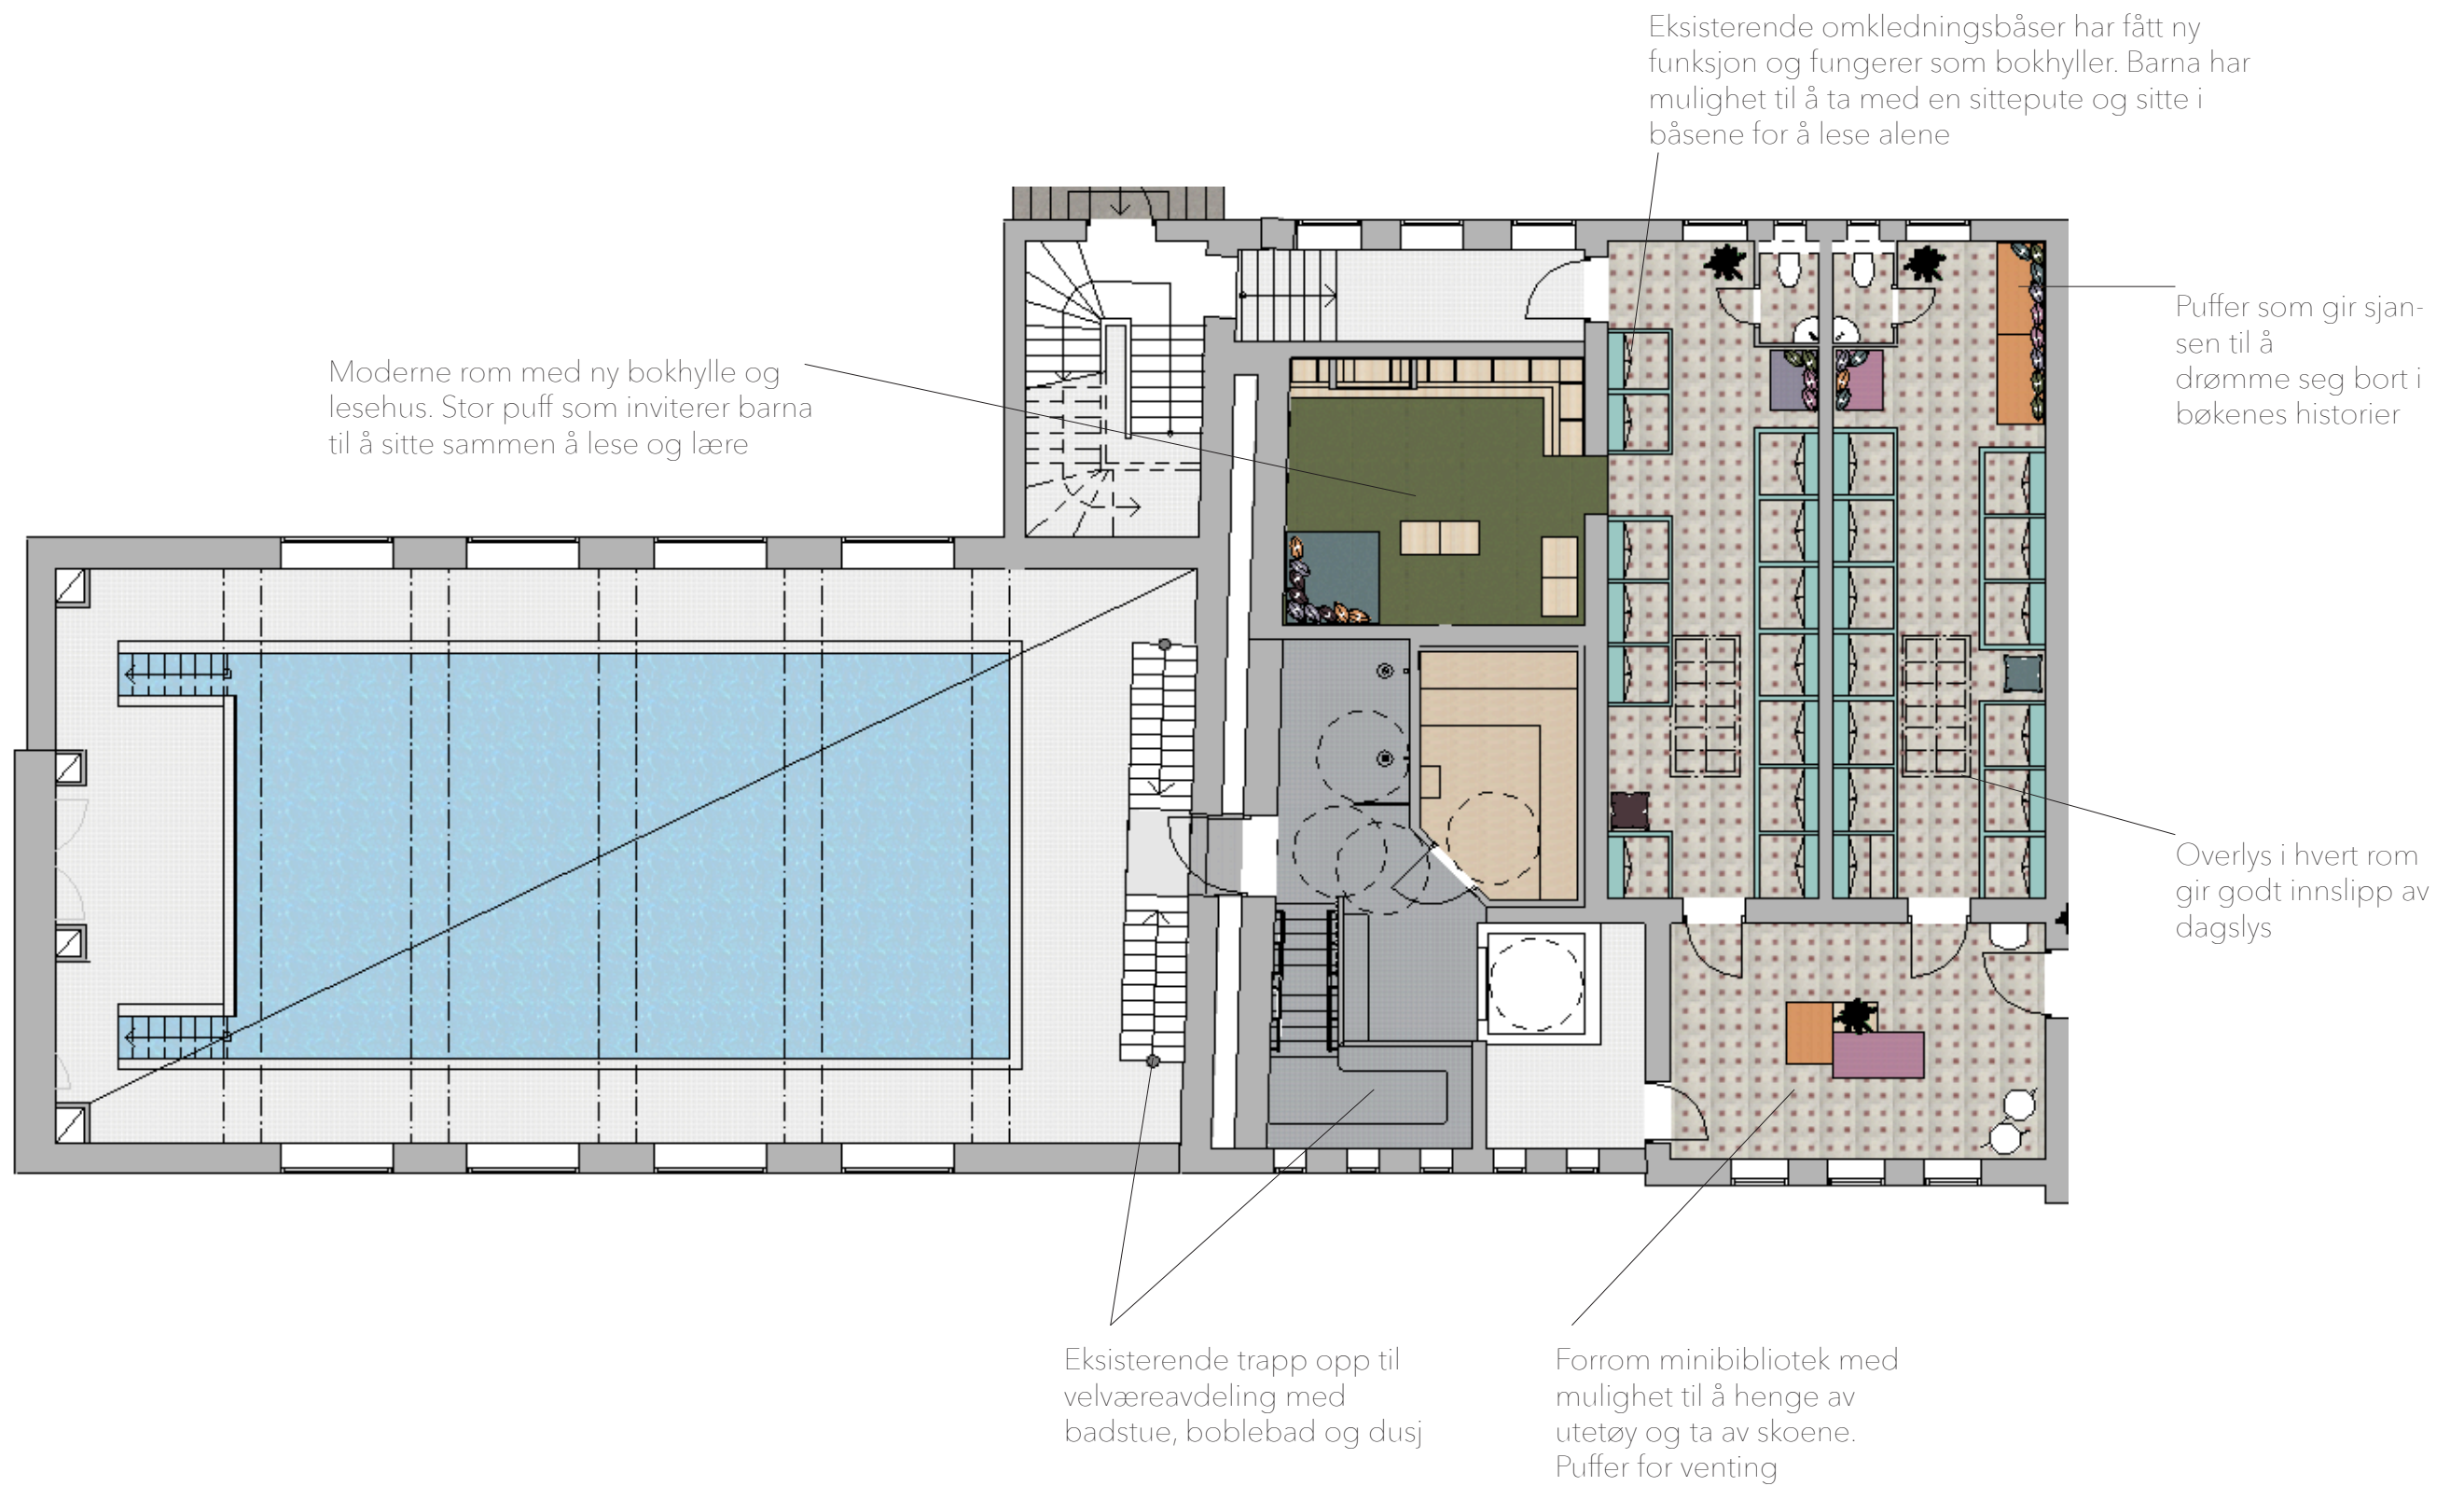 Eksisterende omkledningsbåser har fått ny
funksjon og fungerer som bokhyller. Barna har
mulighet til å ta med en sittepute og sitte i
båsene for å lese alene
Puffer som gir sjan-
sen til å
drømme seg bort i
bøkenes historier
Moderne rom med ny bokhylle og
lesehus. Stor puff som inviterer barna
til å sitte sammen å lese og lære
Overlys i hvert rom
gir godt innslipp av
dagslys
Eksisterende trapp opp til
velværeavdeling med
badstue, boblebad og dusj
Forrom minibibliotek med
mulighet til å henge av
utetøy og ta av skoene.
Puffer for venting